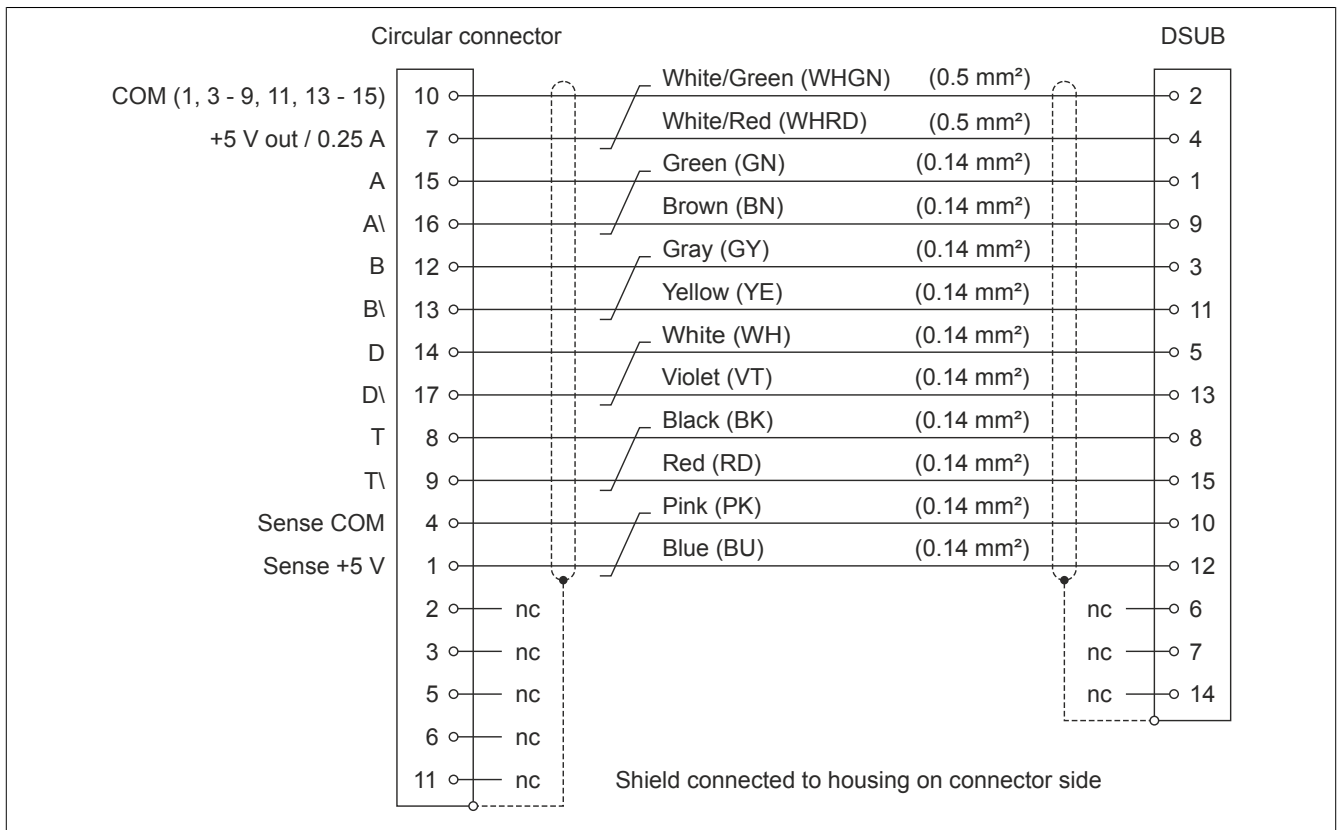 Circular connector DSUB
COM (1, 3 - 9, 11, 13 - 15) 10 White/Green (WHGN) (0.5 mm²) 2
+5 V out / 0.25 A 7 White/Red (WHRD) (0.5 mm²) 4
A 15 Green (GN) (0.14 mm²) 1
A\ 16 Brown (BN) (0.14 mm²) 9
B 12 Gray (GY) (0.14 mm²) 3
B\ 13 Yellow (YE) (0.14 mm²) 11
D 14 White (WH) (0.14 mm²) 5
D\ 17 Violet (VT) (0.14 mm²) 13
T 8 Black (BK) (0.14 mm²) 8
T\ 9 Red (RD) (0.14 mm²) 15
Sense COM 4 Pink (PK) (0.14 mm²) 10
Sense +5 V 1 Blue (BU) (0.14 mm²) 12
2 nc nc 6
3 nc nc 7
5 nc nc 14
6 nc
11 nc Shield connected to housing on connector side